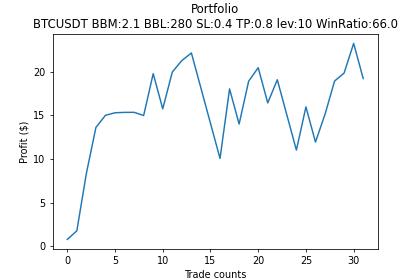 Portfolio
BTCUSDT BBM:2.1 BBL:280 SL:0.4 TP:0.8 lev:10 WinRatio:66.0
Profit ($)
20
15
10
5
0
0 5 10 15 20 25 30
Trade counts